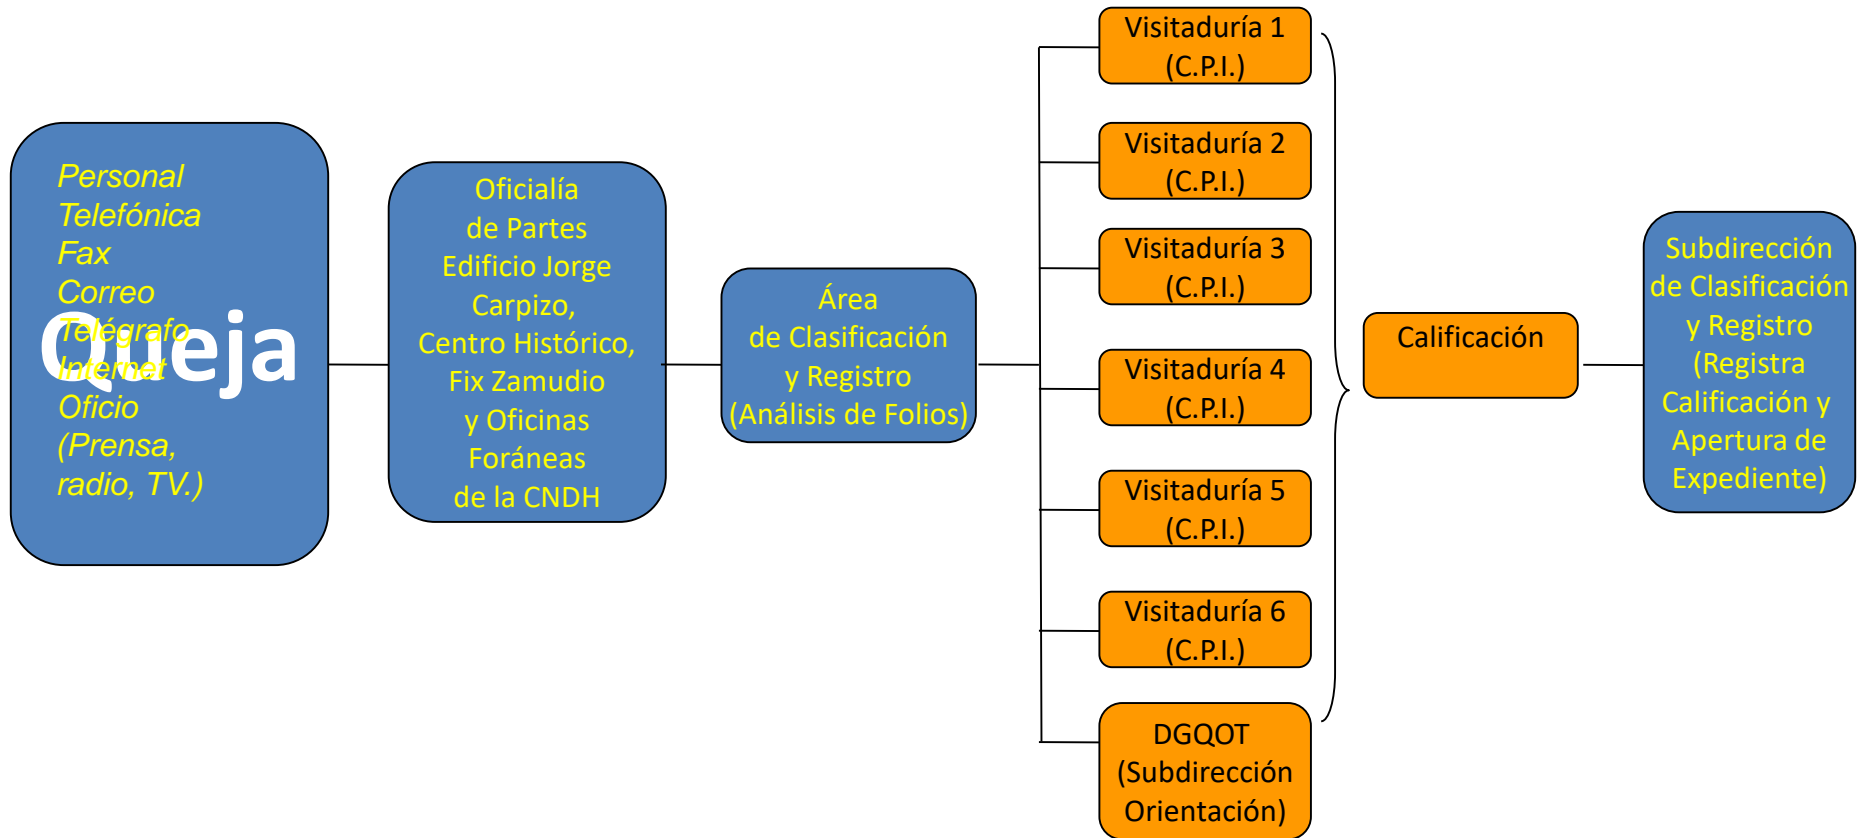 Queja
Personal
Telefónica
Fax
Correo
Telégrafo
Internet
Oficio
(Prensa,
radio, TV.)
Oficialía
de Partes
Edificio Jorge
Carpizo,
Centro Histórico,
Fix Zamudio
y Oficinas
Foráneas
de la CNDH
Área
de Clasificación
y Registro
(Análisis de Folios)
Visitaduría 1
(C.P.I.)
Visitaduría 2
(C.P.I.)
Visitaduría 3
(C.P.I.)
Visitaduría 4
(C.P.I.)
Visitaduría 5
(C.P.I.)
Visitaduría 6
(C.P.I.)
DGQOT
(Subdirección
Orientación)
Calificación
Subdirección
de Clasificación
y Registro
(Registra
Calificación y
Apertura de
Expediente)